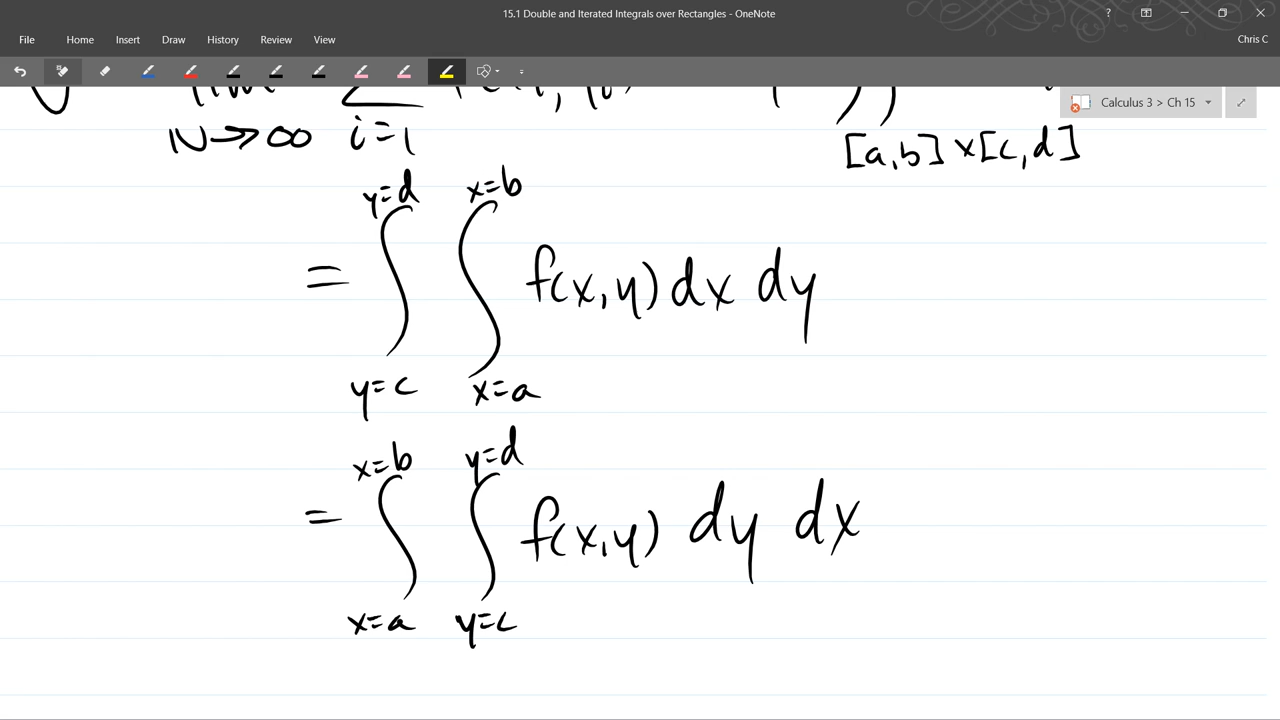 15.1 Double and Iterated Integrals over Rectangles - OneNote
File Home Insert Draw History Review View Chris C
Calculus 3 > Ch 15
N→∞ i=1 [a,b]×[c,d]
y=d x=b
= ∫ ∫ f(x,y) dx dy
y=c x=a
x=b y=d
= ∫ ∫ f(x,y) dy dx
x=a y=c